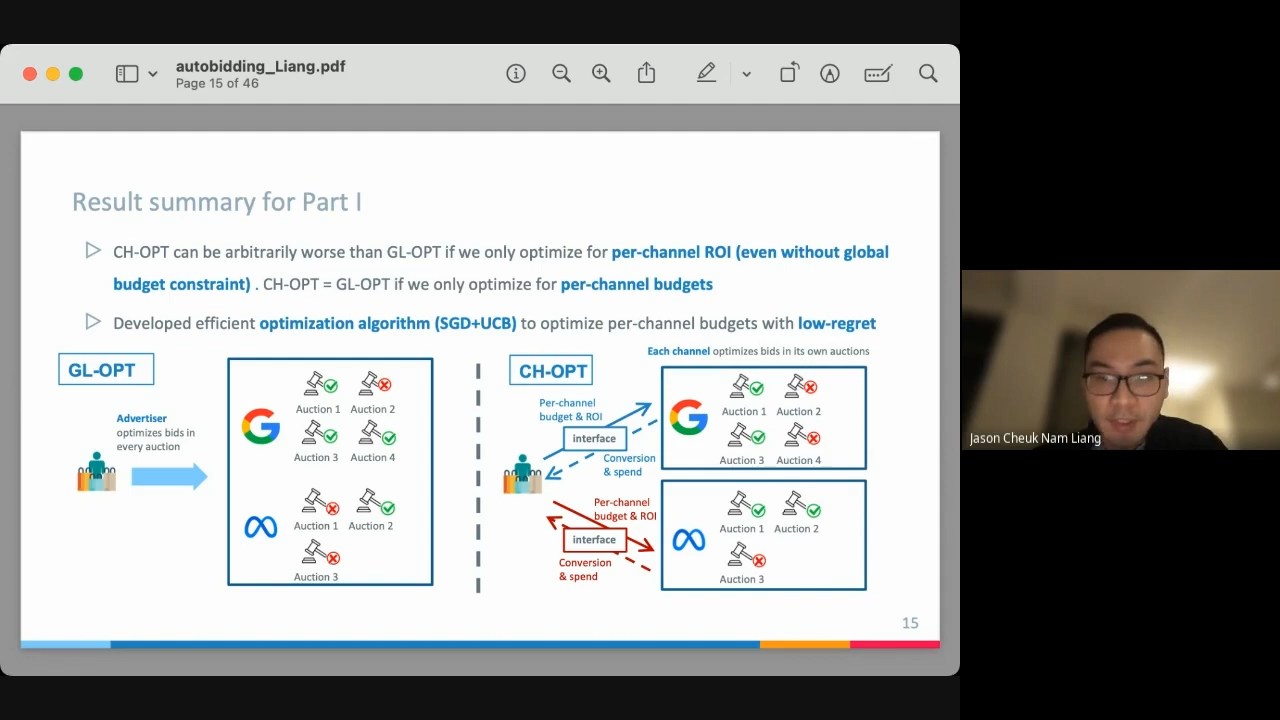 autobidding_Liang.pdf
Page 15 of 46
Result summary for Part I
CH-OPT can be arbitrarily worse than GL-OPT if we only optimize for per-channel ROI (even without global
budget constraint) . CH-OPT = GL-OPT if we only optimize for per-channel budgets
Developed efficient optimization algorithm (SGD+UCB) to optimize per-channel budgets with low-regret
GL-OPT
Advertiser
optimizes bids in
every auction
Auction 1 Auction 2
Auction 3 Auction 4
Auction 1 Auction 2
Auction 3
CH-OPT
Each channel optimizes bids in its own auctions
Per-channel
budget & ROI
interface
Conversion
& spend
Auction 1 Auction 2
Auction 3 Auction 4
Per-channel
budget & ROI
interface
Conversion
& spend
Auction 1 Auction 2
Auction 3
15
Jason Cheuk Nam Liang